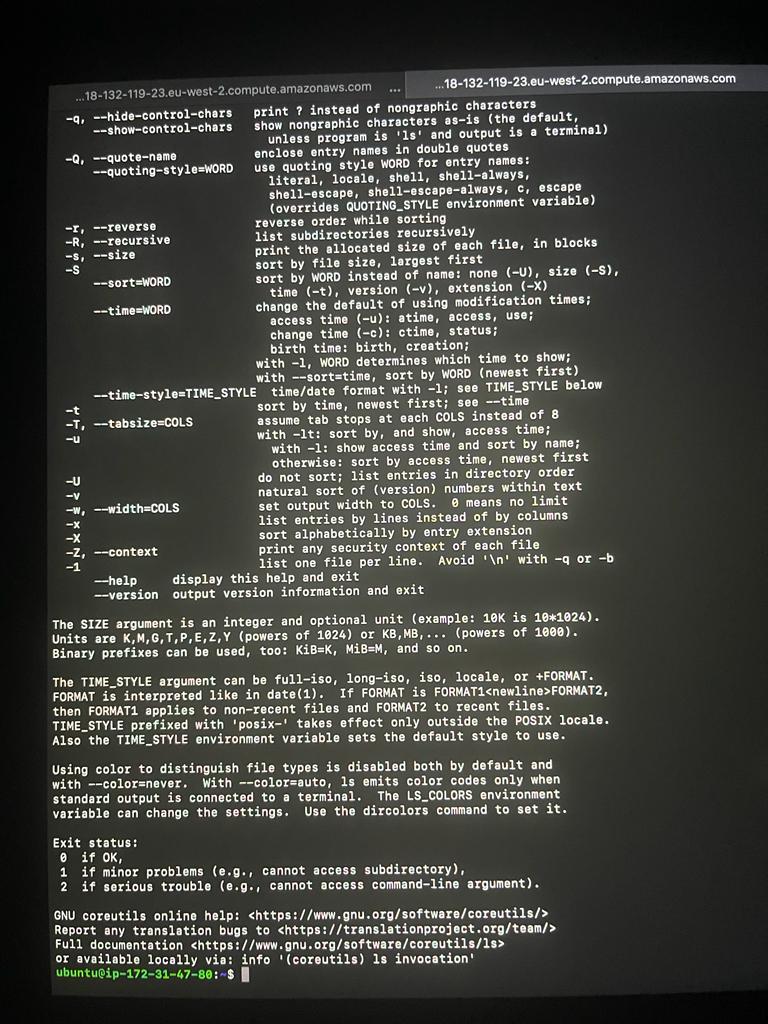 ...18-132-119-23.eu-west-2.compute.amazonaws.com ... ...18-132-119-23.eu-west-2.compute.amazonaws.com
-q, --hide-control-chars   print ? instead of nongraphic characters
    --show-control-chars   show nongraphic characters as-is (the default,
                             unless program is 'ls' and output is a terminal)
-Q, --quote-name           enclose entry names in double quotes
    --quoting-style=WORD   use quoting style WORD for entry names:
                             literal, locale, shell, shell-always,
                             shell-escape, shell-escape-always, c, escape
                             (overrides QUOTING_STYLE environment variable)
-r, --reverse              reverse order while sorting
-R, --recursive            list subdirectories recursively
-s, --size                 print the allocated size of each file, in blocks
-S                         sort by file size, largest first
    --sort=WORD            sort by WORD instead of name: none (-U), size (-S),
                             time (-t), version (-v), extension (-X)
    --time=WORD            change the default of using modification times;
                             access time (-u): atime, access, use;
                             change time (-c): ctime, status;
                             birth time: birth, creation;
                           with -l, WORD determines which time to show;
                           with --sort=time, sort by WORD (newest first)
    --time-style=TIME_STYLE  time/date format with -l; see TIME_STYLE below
-t                         sort by time, newest first; see --time
-T, --tabsize=COLS         assume tab stops at each COLS instead of 8
-u                         with -lt: sort by, and show, access time;
                             with -l: show access time and sort by name;
                             otherwise: sort by access time, newest first
-U                         do not sort; list entries in directory order
-v                         natural sort of (version) numbers within text
-w, --width=COLS           set output width to COLS.  0 means no limit
-x                         list entries by lines instead of by columns
-X                         sort alphabetically by entry extension
-Z, --context              print any security context of each file
-1                         list one file per line.  Avoid '\n' with -q or -b
    --help     display this help and exit
    --version  output version information and exit
The SIZE argument is an integer and optional unit (example: 10K is 10*1024).
Units are K,M,G,T,P,E,Z,Y (powers of 1024) or KB,MB,... (powers of 1000).
Binary prefixes can be used, too: KiB=K, MiB=M, and so on.
The TIME_STYLE argument can be full-iso, long-iso, iso, locale, or +FORMAT.
FORMAT is interpreted like in date(1).  If FORMAT is FORMAT1<newline>FORMAT2,
then FORMAT1 applies to non-recent files and FORMAT2 to recent files.
TIME_STYLE prefixed with 'posix-' takes effect only outside the POSIX locale.
Also the TIME_STYLE environment variable sets the default style to use.
Using color to distinguish file types is disabled both by default and
with --color=never.  With --color=auto, ls emits color codes only when
standard output is connected to a terminal.  The LS_COLORS environment
variable can change the settings.  Use the dircolors command to set it.
Exit status:
 0  if OK,
 1  if minor problems (e.g., cannot access subdirectory),
 2  if serious trouble (e.g., cannot access command-line argument).
GNU coreutils online help: <https://www.gnu.org/software/coreutils/>
Report any translation bugs to <https://translationproject.org/team/>
Full documentation <https://www.gnu.org/software/coreutils/ls>
or available locally via: info '(coreutils) ls invocation'
ubuntu@ip-172-31-47-80:~$